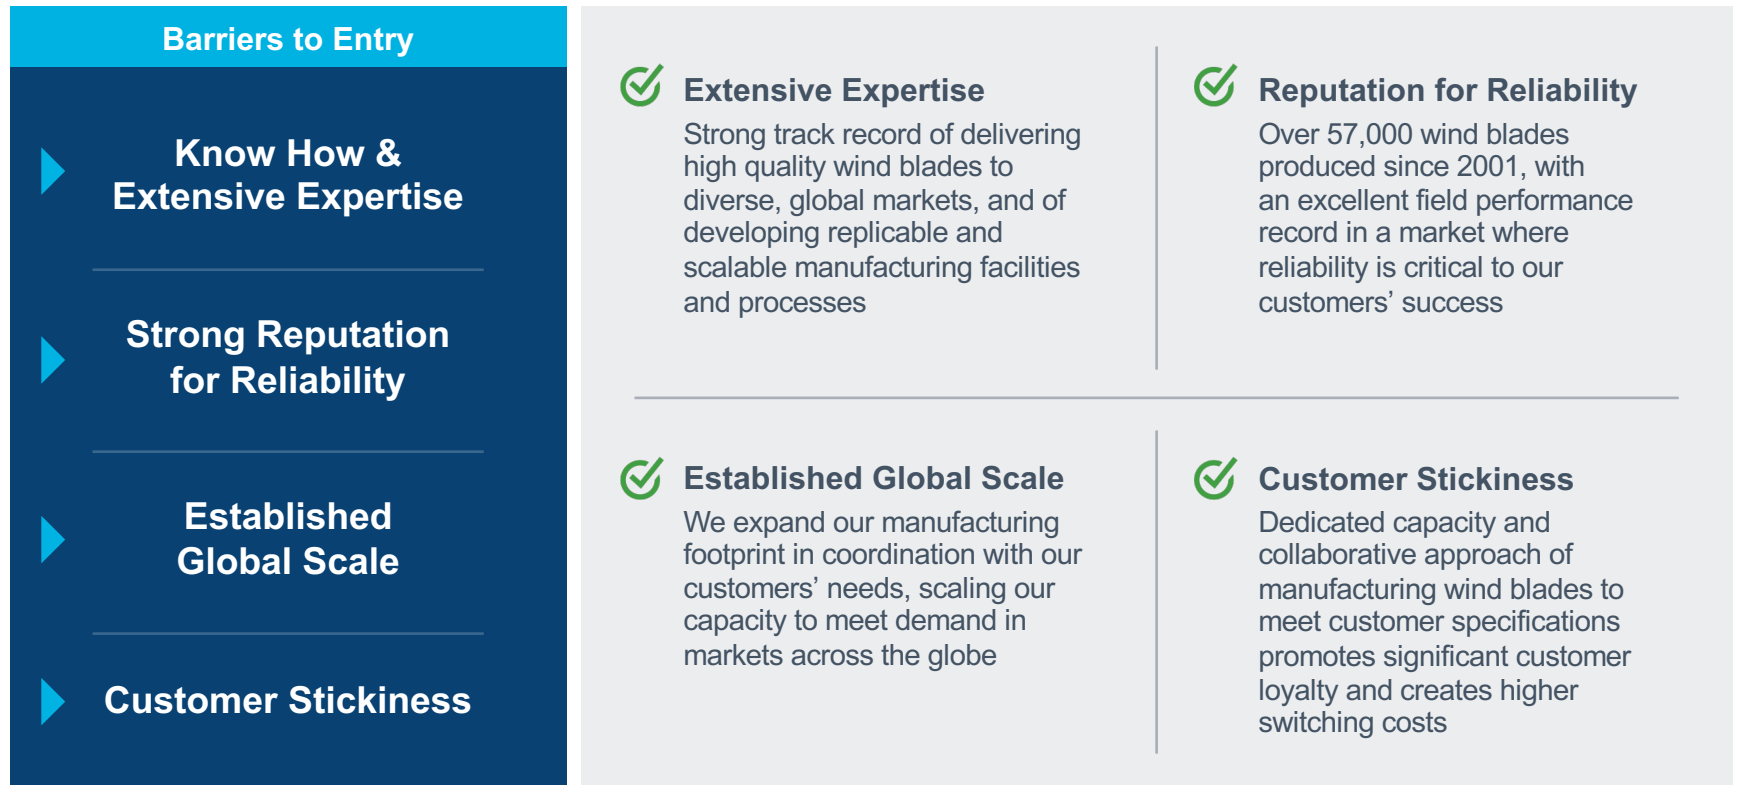 Barriers to Entry
Know How &
Extensive Expertise
Strong Reputation
for Reliability
Established
Global Scale
Customer Stickiness
Extensive Expertise
Strong track record of delivering
high quality wind blades to
diverse, global markets, and of
developing replicable and
scalable manufacturing facilities
and processes
Reputation for Reliability
Over 57,000 wind blades
produced since 2001, with
an excellent field performance
record in a market where
reliability is critical to our
customers’ success
Established Global Scale
We expand our manufacturing
footprint in coordination with our
customers’ needs, scaling our
capacity to meet demand in
markets across the globe
Customer Stickiness
Dedicated capacity and
collaborative approach of
manufacturing wind blades to
meet customer specifications
promotes significant customer
loyalty and creates higher
switching costs